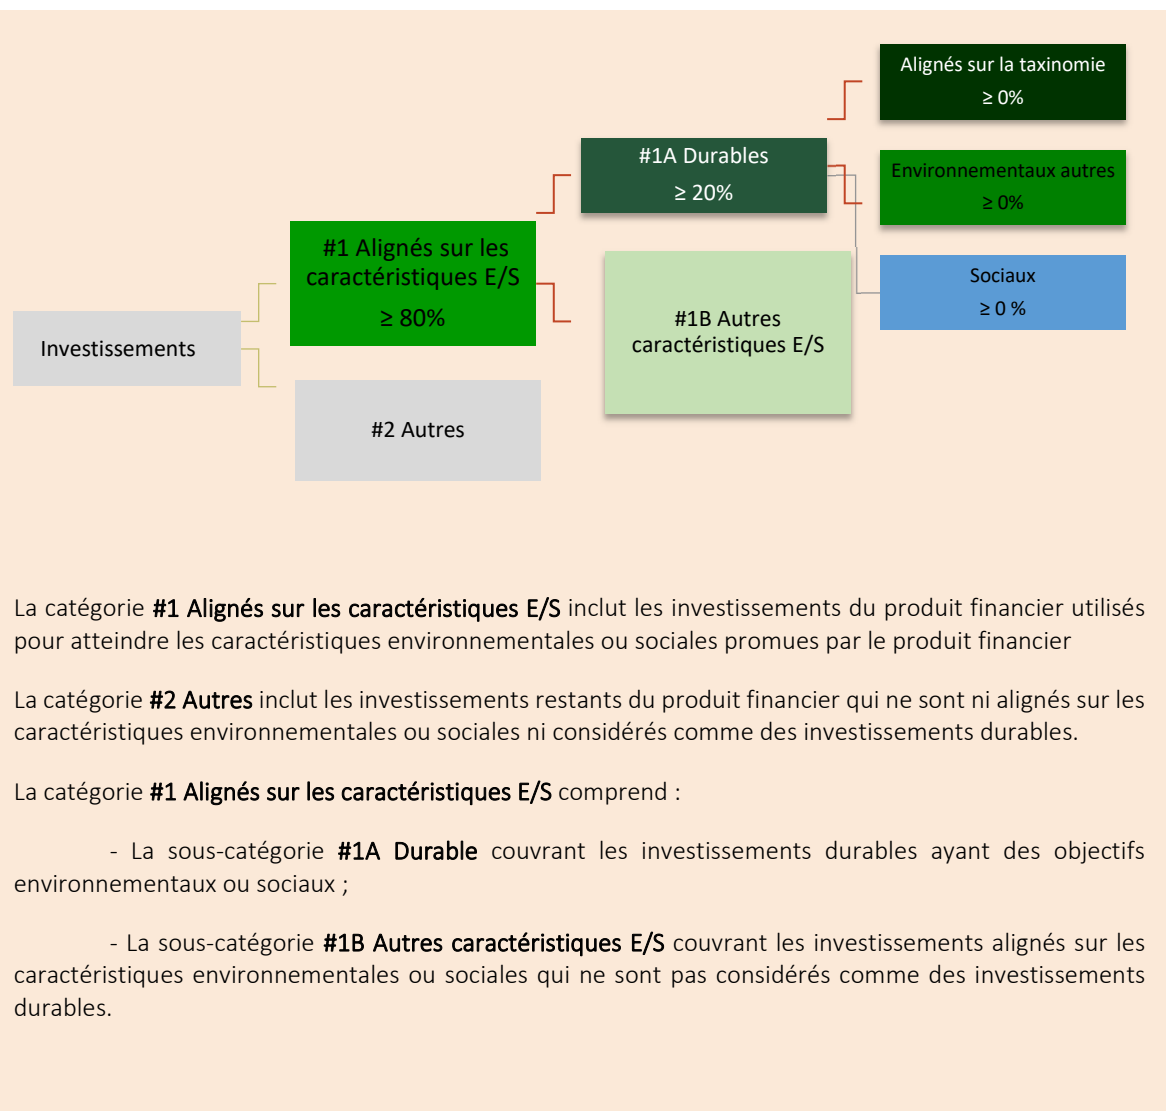 Alignés sur la taxinomie
≥ 0%
#1A Durables
≥ 20%
Environnementaux autres
≥ 0%
#1 Alignés sur les
caractéristiques E/S
≥ 80%
Sociaux
≥ 0 %
#1B Autres
caractéristiques E/S
Investissements
#2 Autres
La catégorie #1 Alignés sur les caractéristiques E/S inclut les investissements du produit financier utilisés
pour atteindre les caractéristiques environnementales ou sociales promues par le produit financier
La catégorie #2 Autres inclut les investissements restants du produit financier qui ne sont ni alignés sur les
caractéristiques environnementales ou sociales ni considérés comme des investissements durables.
La catégorie #1 Alignés sur les caractéristiques E/S comprend :
- La sous-catégorie #1A Durable couvrant les investissements durables ayant des objectifs
environnementaux ou sociaux ;
- La sous-catégorie #1B Autres caractéristiques E/S couvrant les investissements alignés sur les
caractéristiques environnementales ou sociales qui ne sont pas considérés comme des investissements
durables.